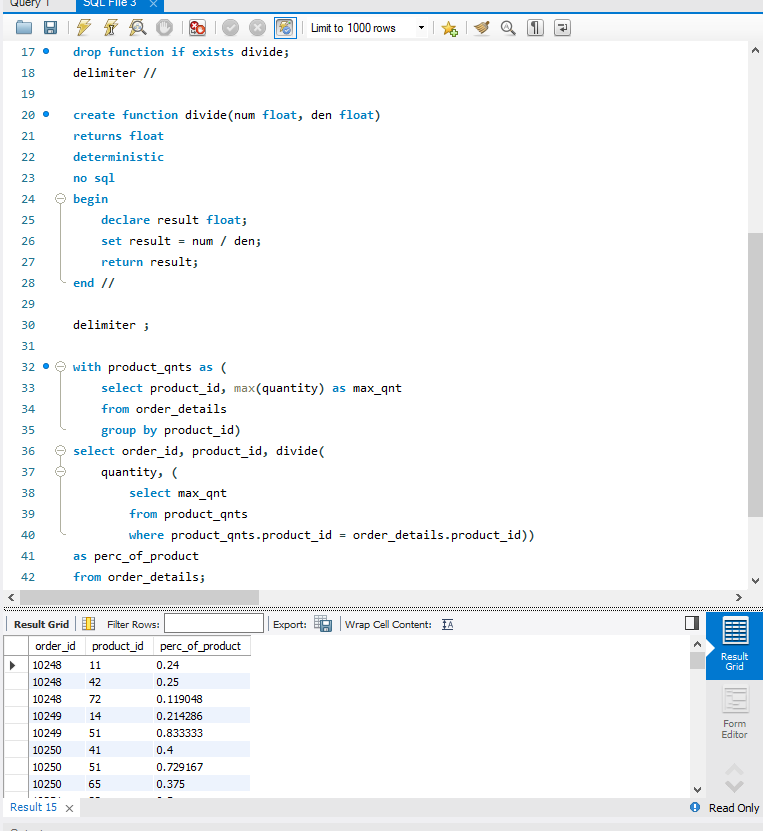 Query 1
SQL File 3
Limit to 1000 rows
17 drop function if exists divide;
18 delimiter //
19
20 create function divide(num float, den float)
21 returns float
22 deterministic
23 no sql
24 begin
25 declare result float;
26 set result = num / den;
27 return result;
28 end //
29
30 delimiter ;
31
32 with product_qnts as (
33 select product_id, max(quantity) as max_qnt
34 from order_details
35 group by product_id)
36 select order_id, product_id, divide(
37 quantity, (
38 select max_qnt
39 from product_qnts
40 where product_qnts.product_id = order_details.product_id))
41 as perc_of_product
42 from order_details;
Result Grid
Filter Rows:
Export:
Wrap Cell Content:
order_id product_id perc_of_product
10248 11 0.24
10248 42 0.25
10248 72 0.119048
10249 14 0.214286
10249 51 0.833333
10250 41 0.4
10250 51 0.729167
10250 65 0.375
Result
Grid
Form
Editor
Result 15
Read Only